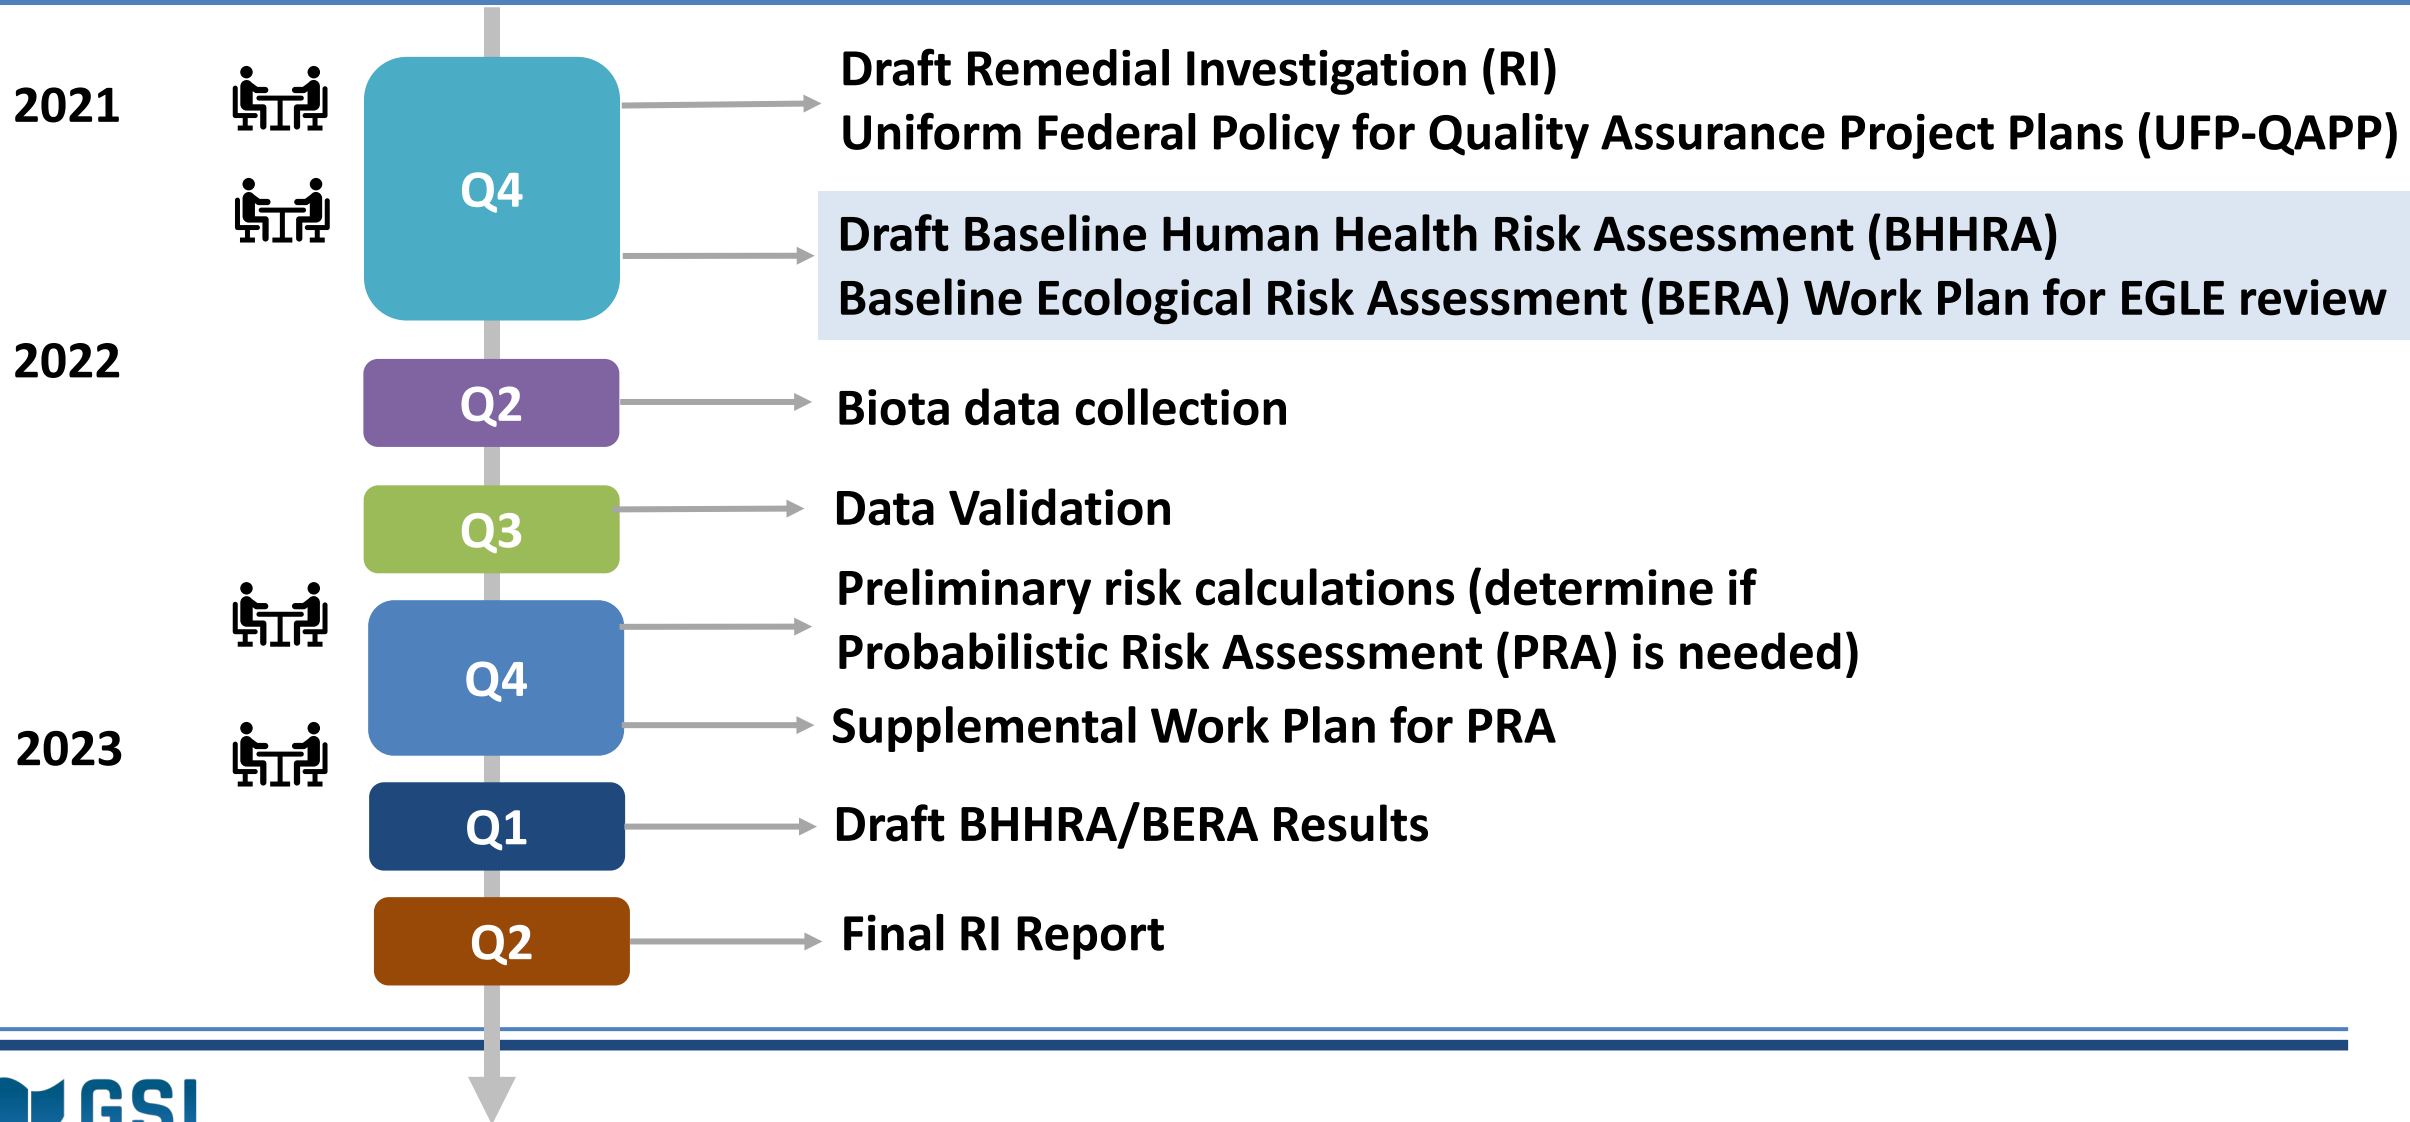 2021
Q4
Draft Remedial Investigation (RI)
Uniform Federal Policy for Quality Assurance Project Plans (UFP-QAPP)
Draft Baseline Human Health Risk Assessment (BHHRA)
Baseline Ecological Risk Assessment (BERA) Work Plan for EGLE review
2022
Q2
Biota data collection
Q3
Data Validation
Q4
Preliminary risk calculations (determine if
Probabilistic Risk Assessment (PRA) is needed)
Supplemental Work Plan for PRA
2023
Q1
Draft BHHRA/BERA Results
Q2
Final RI Report
GSI